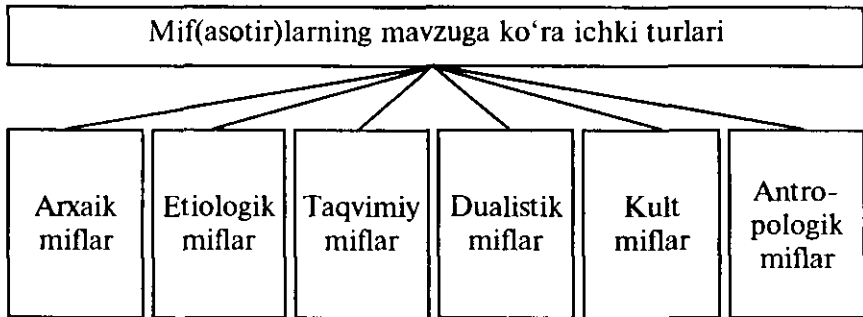 Mif(asotir)larning mavzuga ko‘ra ichki turlari
Arxaik
miflar
Etiologik
miflar
Taqvimiy
miflar
Dualistik
miflar
Kult
miflar
Antro-
pologik
miflar